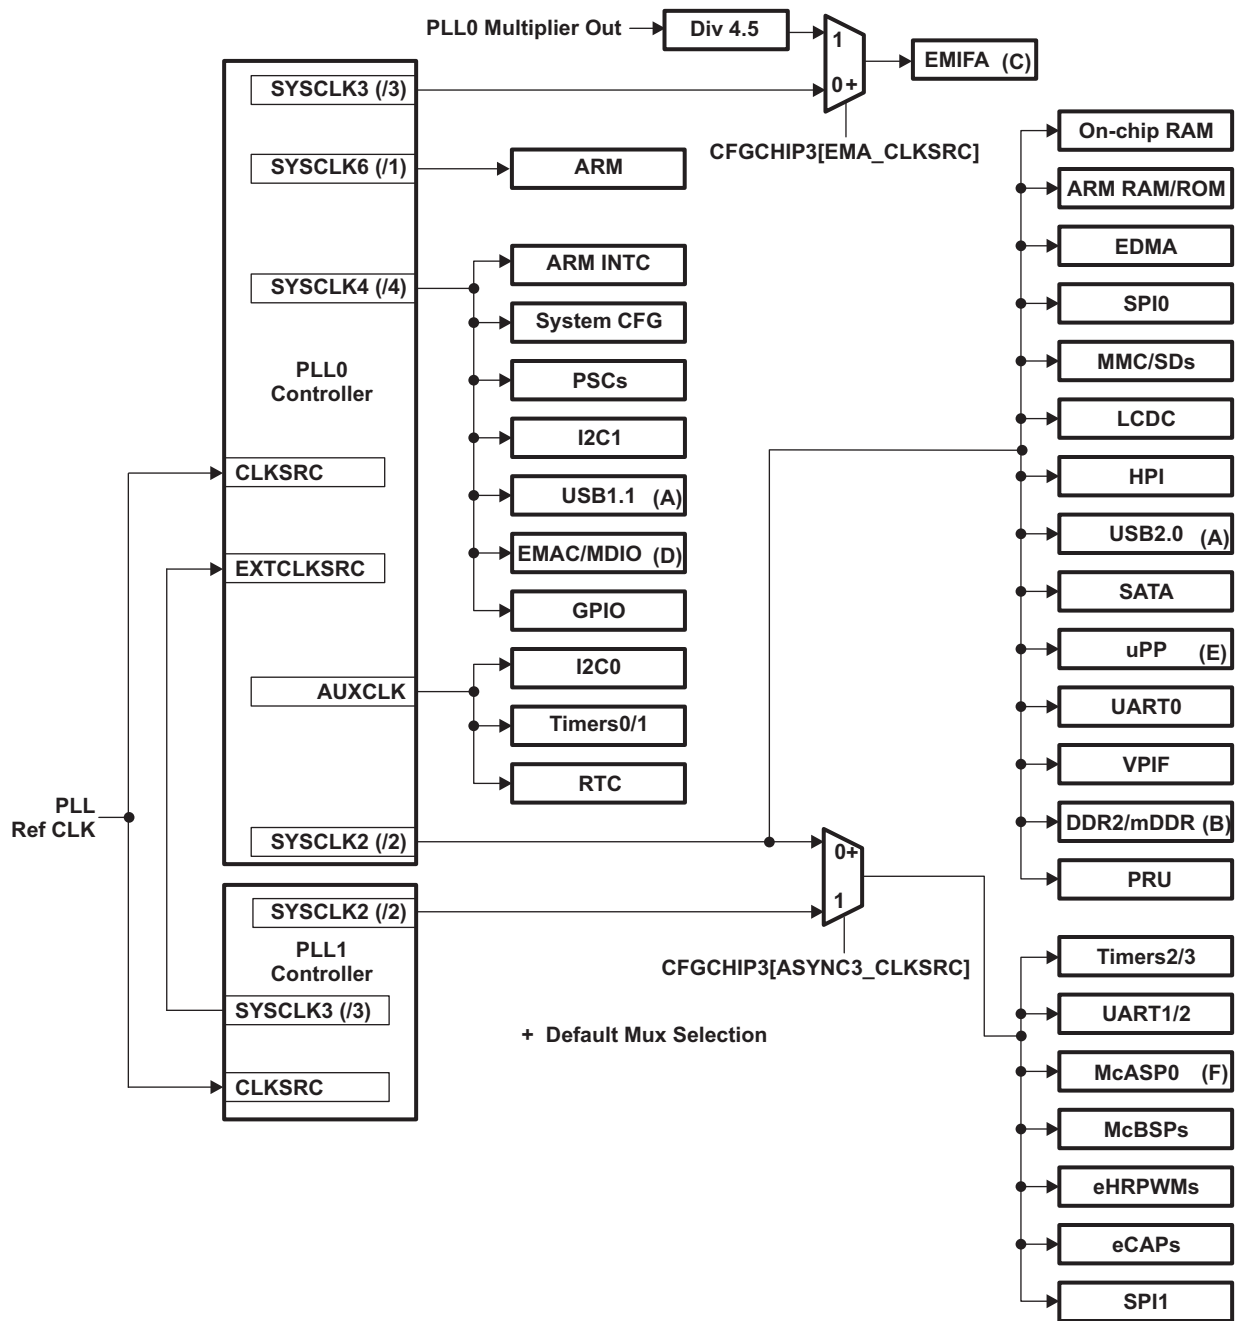 PLL0 Multiplier Out
Div 4.5
1
0+
EMIFA (C)
CFGCHIP3[EMA_CLKSRC]
SYSCLK3 (/3)
SYSCLK6 (/1)
ARM
SYSCLK4 (/4)
ARM INTC
System CFG
PSCs
I2C1
USB1.1 (A)
EMAC/MDIO (D)
GPIO
PLL0
Controller
CLKSRC
EXTCLKSRC
AUXCLK
I2C0
Timers0/1
RTC
PLL
Ref CLK
SYSCLK2 (/2)
On-chip RAM
ARM RAM/ROM
EDMA
SPI0
MMC/SDs
LCDC
HPI
USB2.0 (A)
SATA
uPP (E)
UART0
VPIF
DDR2/mDDR (B)
PRU
0+
1
CFGCHIP3[ASYNC3_CLKSRC]
SYSCLK2 (/2)
PLL1
Controller
SYSCLK3 (/3)
CLKSRC
+ Default Mux Selection
Timers2/3
UART1/2
McASP0 (F)
McBSPs
eHRPWMs
eCAPs
SPI1